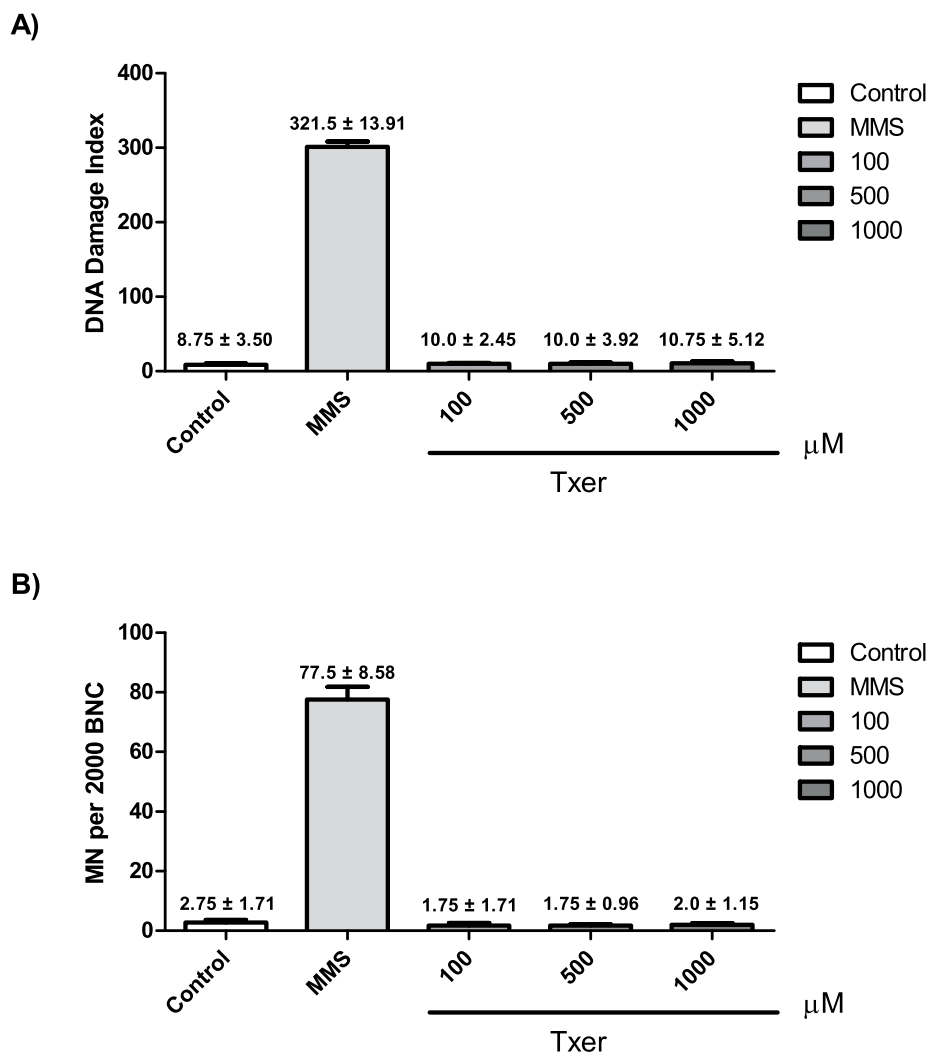 A)
400
300
200
100
0
DNA Damage Index
8.75 ± 3.50
321.5 ± 13.91
10.0 ± 2.45
10.0 ± 3.92
10.75 ± 5.12
Control
MMS
100
500
1000
μM
Txer
Control
MMS
100
500
1000
B)
100
80
60
40
20
0
MN per 2000 BNC
2.75 ± 1.71
77.5 ± 8.58
1.75 ± 1.71
1.75 ± 0.96
2.0 ± 1.15
Control
MMS
100
500
1000
μM
Txer
Control
MMS
100
500
1000